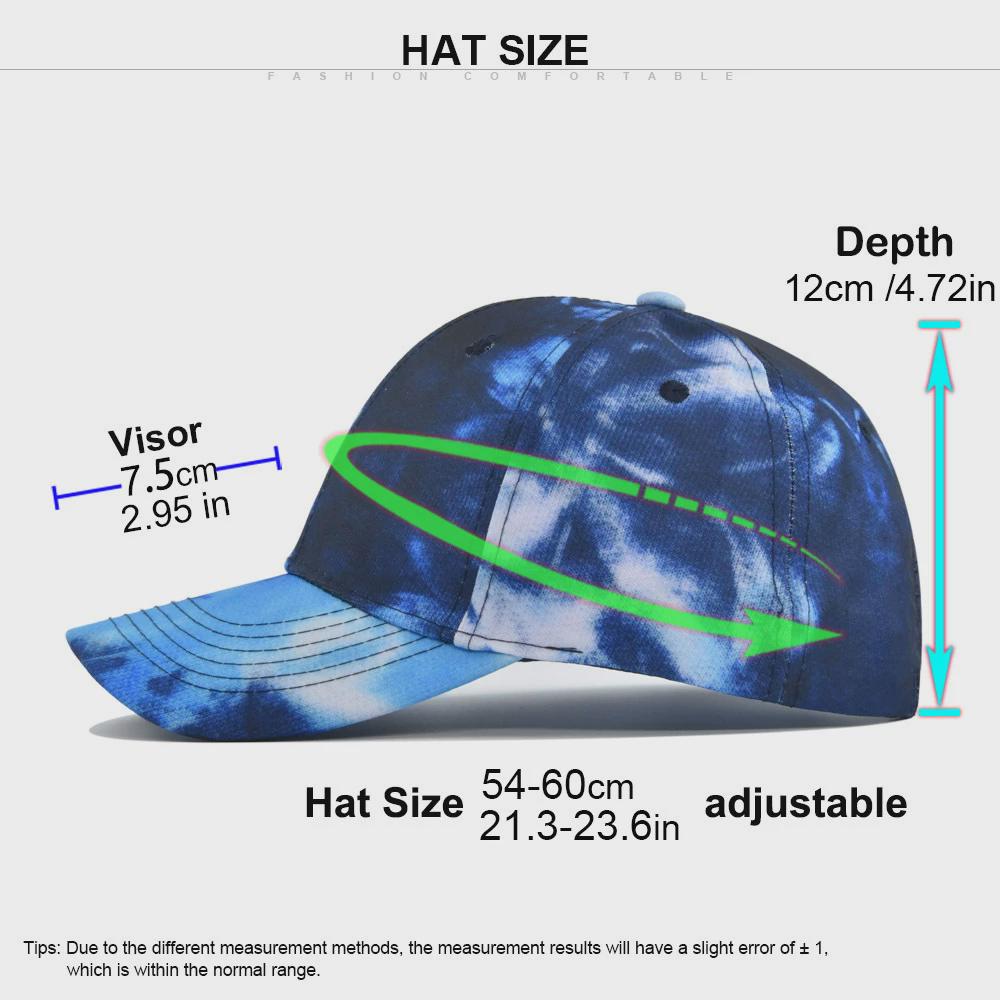 HAT SIZE
FASHION COMFORTABLE
Depth
12cm /4.72in
Visor
7.5cm
2.95 in
Hat Size 54-60cm adjustable
21.3-23.6in
Tips: Due to the different measurement methods, the measurement results will have a slight error of ± 1,
which is within the normal range.